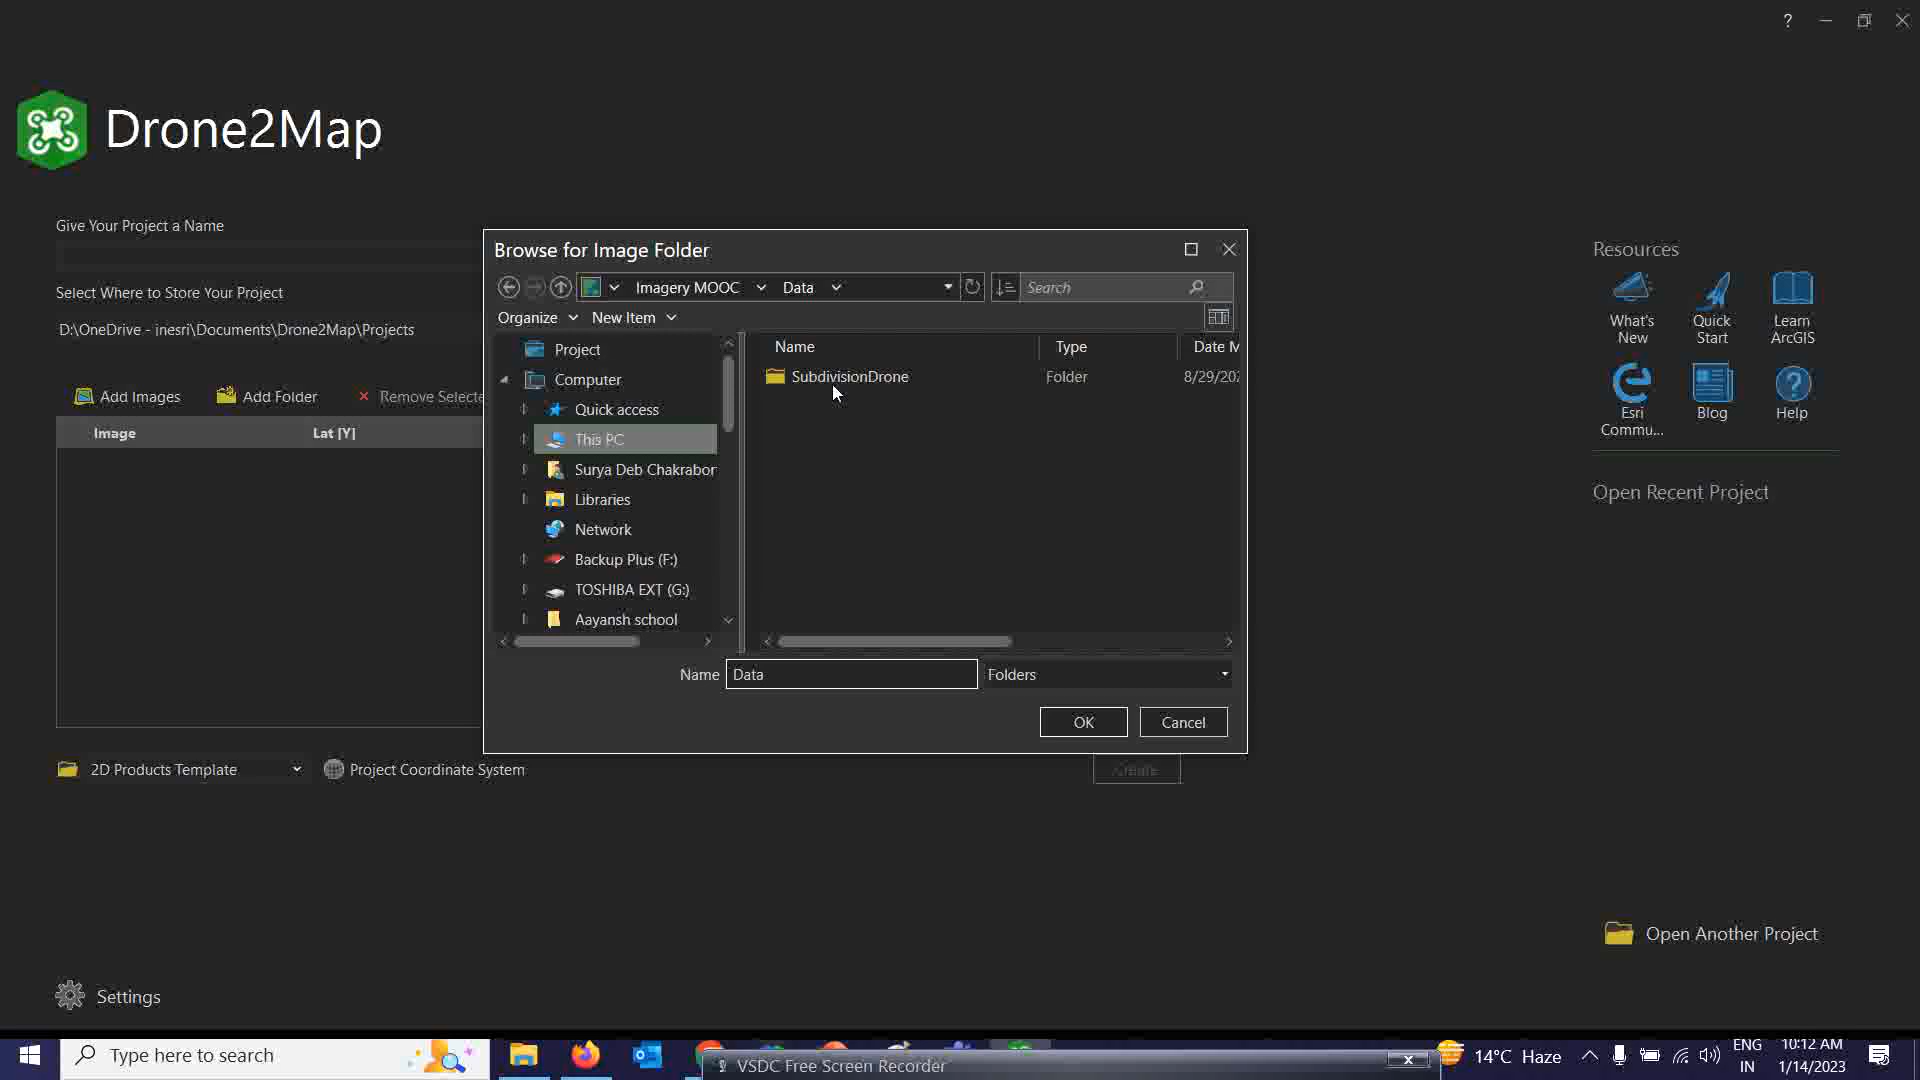 ?
Drone2Map
Give Your Project a Name
Select Where to Store Your Project
D:\OneDrive - inesri\Documents\Drone2Map\Projects
Add Images
Add Folder
Remove Selecte
Image
Lat [Y]
Browse for Image Folder
Imagery MOOC
Data
Search
Organize
New Item
Project
Computer
Quick access
This PC
Surya Deb Chakrabor
Libraries
Network
Backup Plus (F:)
TOSHIBA EXT (G:)
Aayansh school
Name
Type
Date M
SubdivisionDrone
Folder
8/29/202
Name
Data
Folders
OK
Cancel
2D Products Template
Project Coordinate System
Create
Resources
What's New
Quick Start
Learn ArcGIS
Esri Commu...
Blog
Help
Open Recent Project
Open Another Project
Settings
Type here to search
VSDC Free Screen Recorder
x
14°C Haze
ENG
IN
10:12 AM
1/14/2023